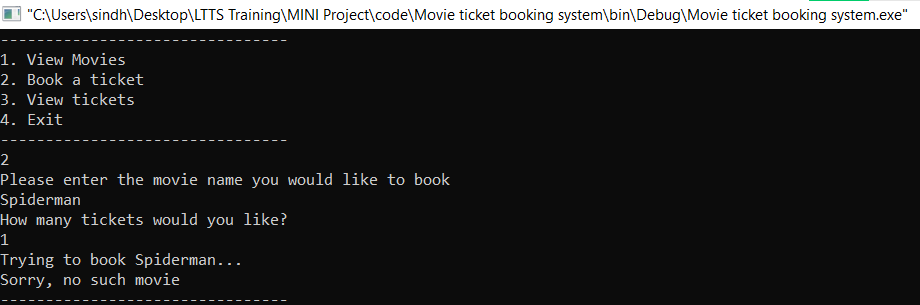 "C:\Users\sindh\Desktop\LTTS Training\MINI Project\code\Movie ticket booking system\bin\Debug\Movie ticket booking system.exe"
--------------------------------
1. View Movies
2. Book a ticket
3. View tickets
4. Exit
--------------------------------
2
Please enter the movie name you would like to book
Spiderman
How many tickets would you like?
1
Trying to book Spiderman...
Sorry, no such movie
--------------------------------